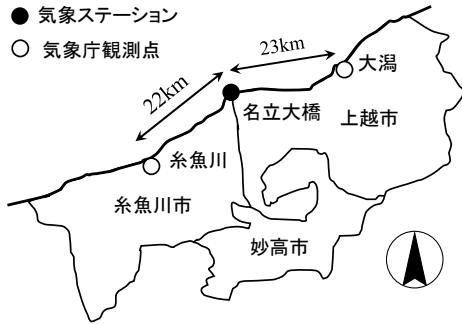 気象ステーション
気象庁観測点
23km
22km
大潟
名立大橋
上越市
糸魚川
糸魚川市
妙高市